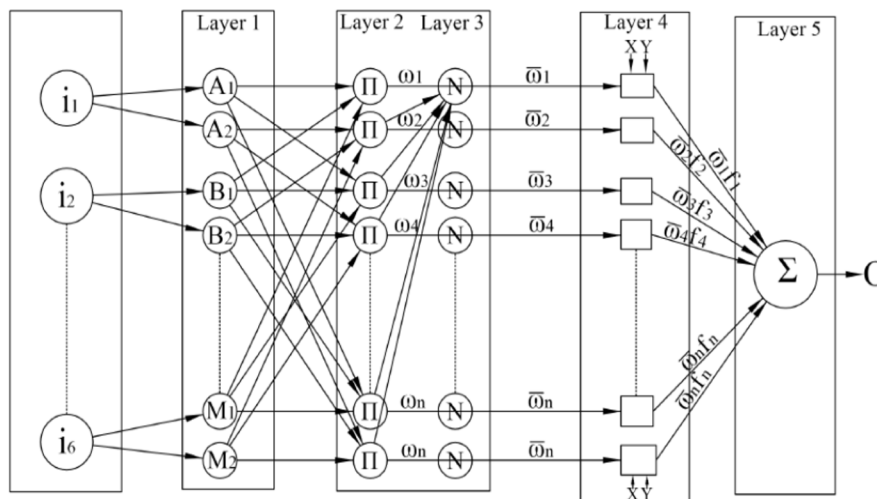 Layer 1
Layer 2
Layer 3
Layer 4
Layer 5
X Y
i1
A1
Π
ω1
N
ω̅1
A2
Π
ω2
N
ω̅2
i2
B1
Π
ω3
N
ω̅3
B2
Π
ω4
N
ω̅4
ω̅1f1
ω̅2f2
ω̅3f3
ω̅4f4
Σ
ω̅nfn
ω̅nfn
i6
M1
Π
ωn
N
ω̅n
M2
Π
ωn
N
ω̅n
XY